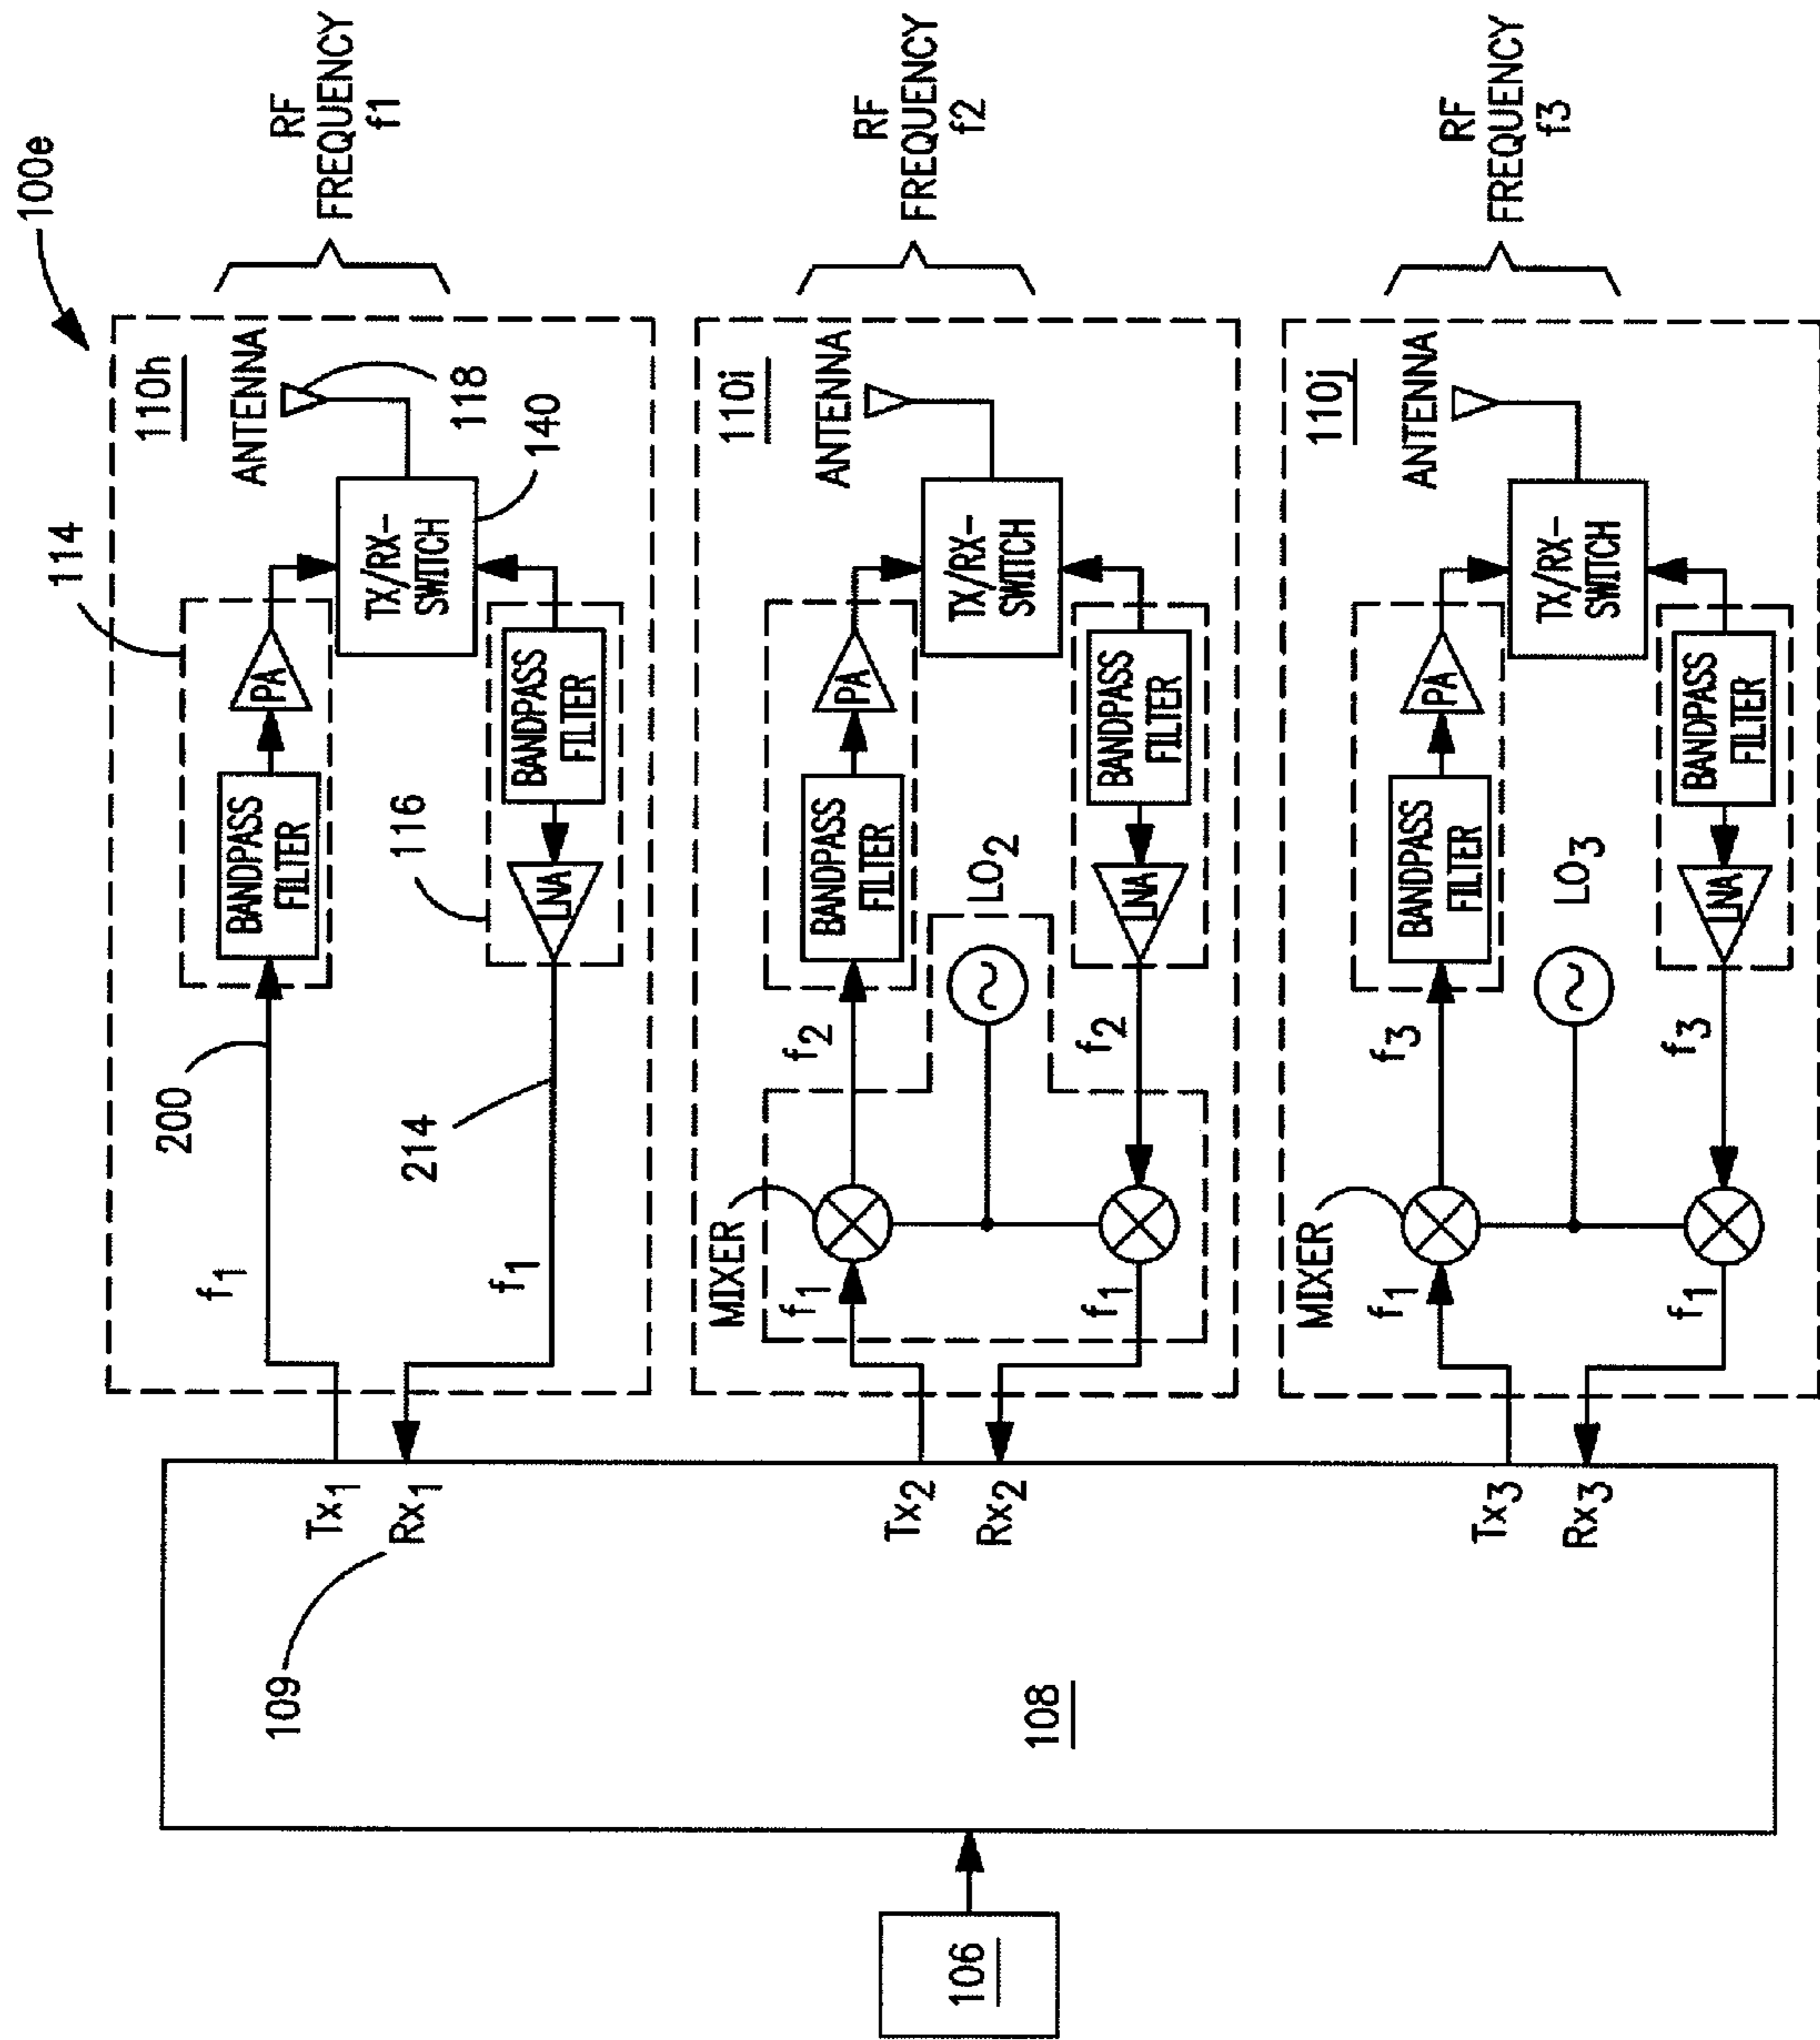 100e
110h
ANTENNA
118
114
140
TX/RX-
SWITCH
PA
BANDPASS
FILTER
200
f1
116
BANDPASS
FILTER
LNA
214
f1
RF
FREQUENCY
f1
110i
ANTENNA
TX/RX-
SWITCH
PA
BANDPASS
FILTER
f2
MIXER
f1
LO2
BANDPASS
FILTER
LNA
f2
f1
RF
FREQUENCY
f2
110j
ANTENNA
TX/RX-
SWITCH
PA
BANDPASS
FILTER
f3
MIXER
f1
LO3
BANDPASS
FILTER
LNA
f3
f1
RF
FREQUENCY
f3
Tx1
Rx1
109
Tx2
Rx2
Tx3
Rx3
108
106